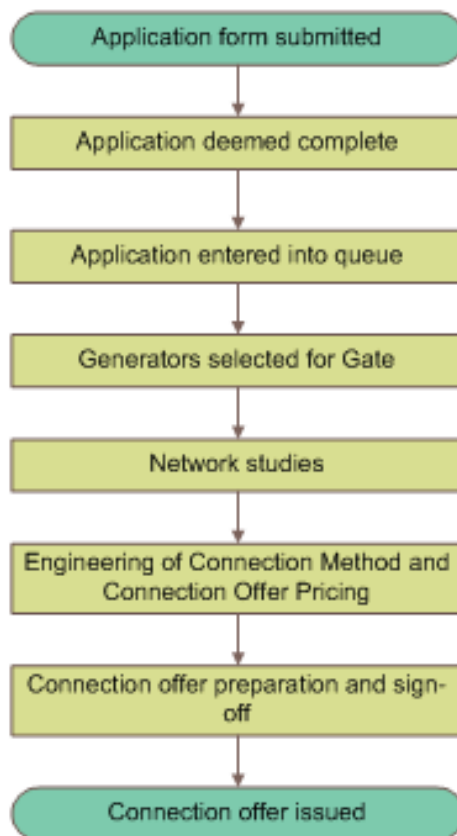 Application form submitted
Application deemed complete
Application entered into queue
Generators selected for Gate
Network studies
Engineering of Connection Method and
Connection Offer Pricing
Connection offer preparation and sign-
off
Connection offer issued